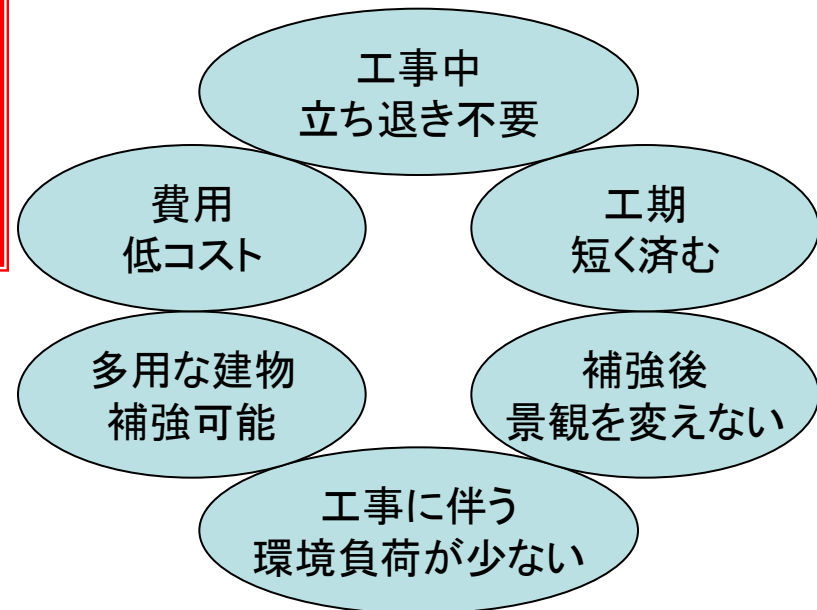 工事中
立ち退き不要
費用
低コスト
工期
短く済む
多用な建物
補強可能
補強後
景観を変えない
工事に伴う
環境負荷が少ない